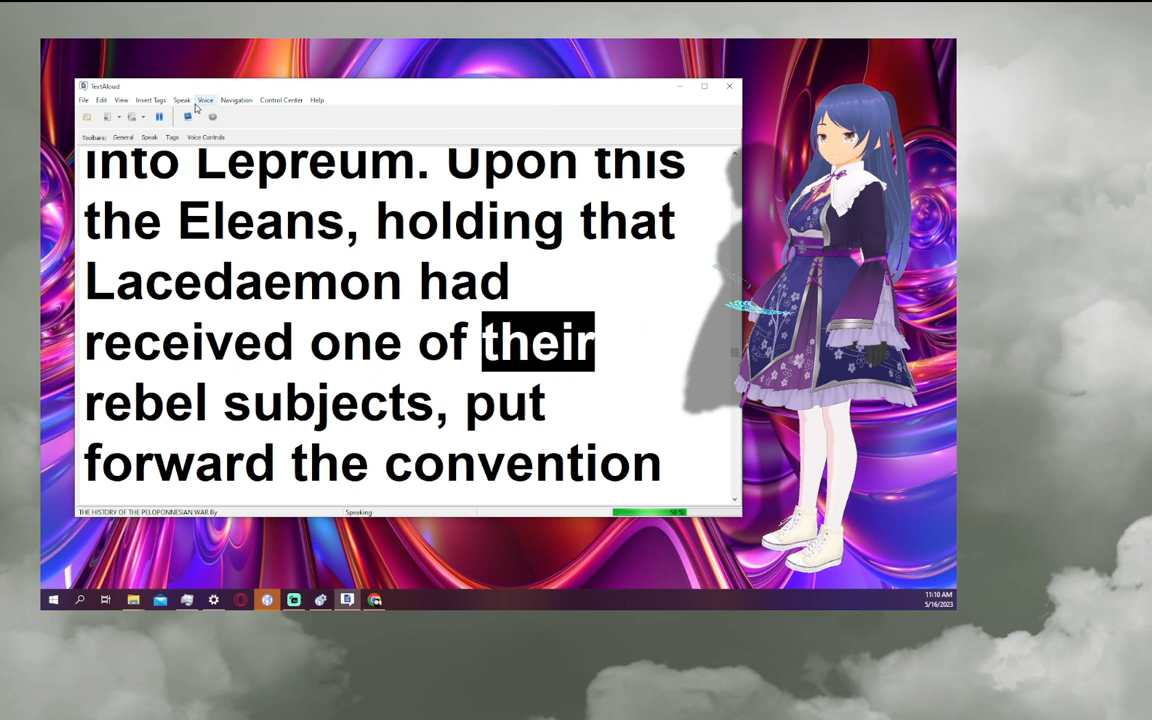 TextAloud
File Edit View Insert Tags Speak Voice Navigation Control Center Help
Toolbars: General Speak Tags Voice Controls
into Lepreum. Upon this
the Eleans, holding that
Lacedaemon had
received one of their
rebel subjects, put
forward the convention
THE HISTORY OF THE PELOPONNESIAN WAR By Speaking
11:10 AM
5/16/2023